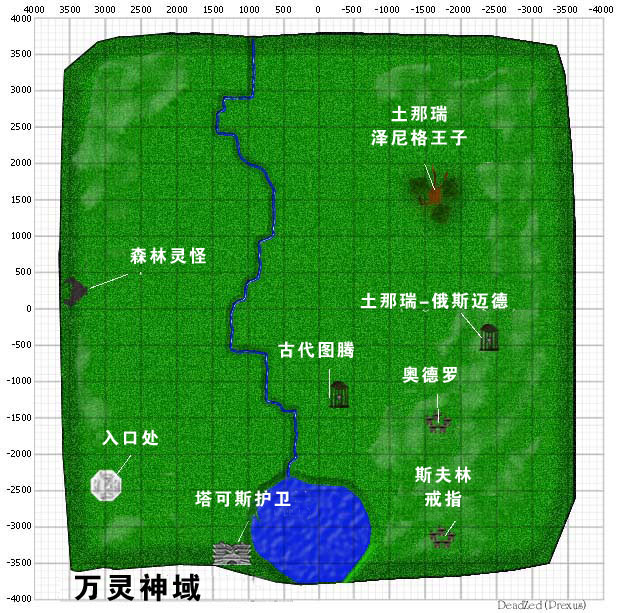 4000 3500 3000 2500 2000 1500 1000 500 0 -500 -1000 -1500 -2000 -2500 -3000 -3500 -4000
4000
3500
3000
2500
2000
1500
1000
500
0
-500
-1000
-1500
-2000
-2500
-3000
-3500
-4000
土那瑞
泽尼格王子
森林灵怪
土那瑞-俄斯迈德
古代图腾
奥德罗
入口处
斯夫林
戒指
塔可斯护卫
万灵神域
DeadZed (Prexus)